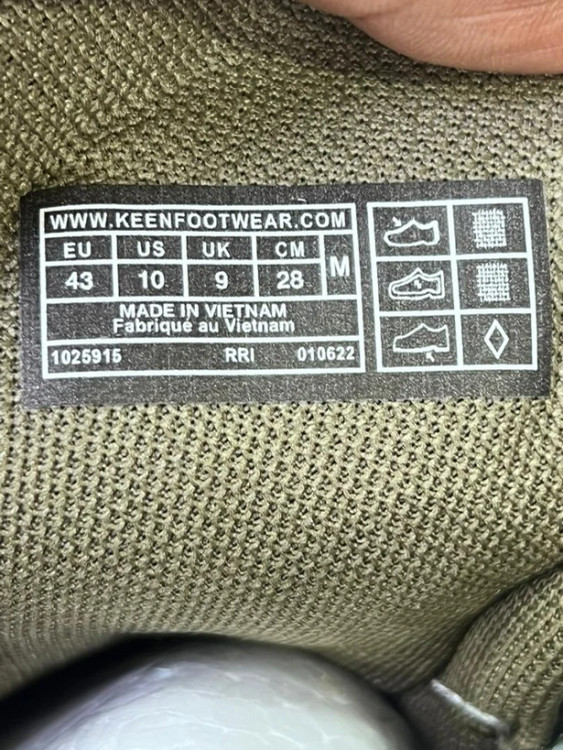 WWW.KEENFOOTWEAR.COM
EU US UK CM M
43 10 9 28
MADE IN VIETNAM
Fabriqué au Vietnam
1025915 RRI 010622